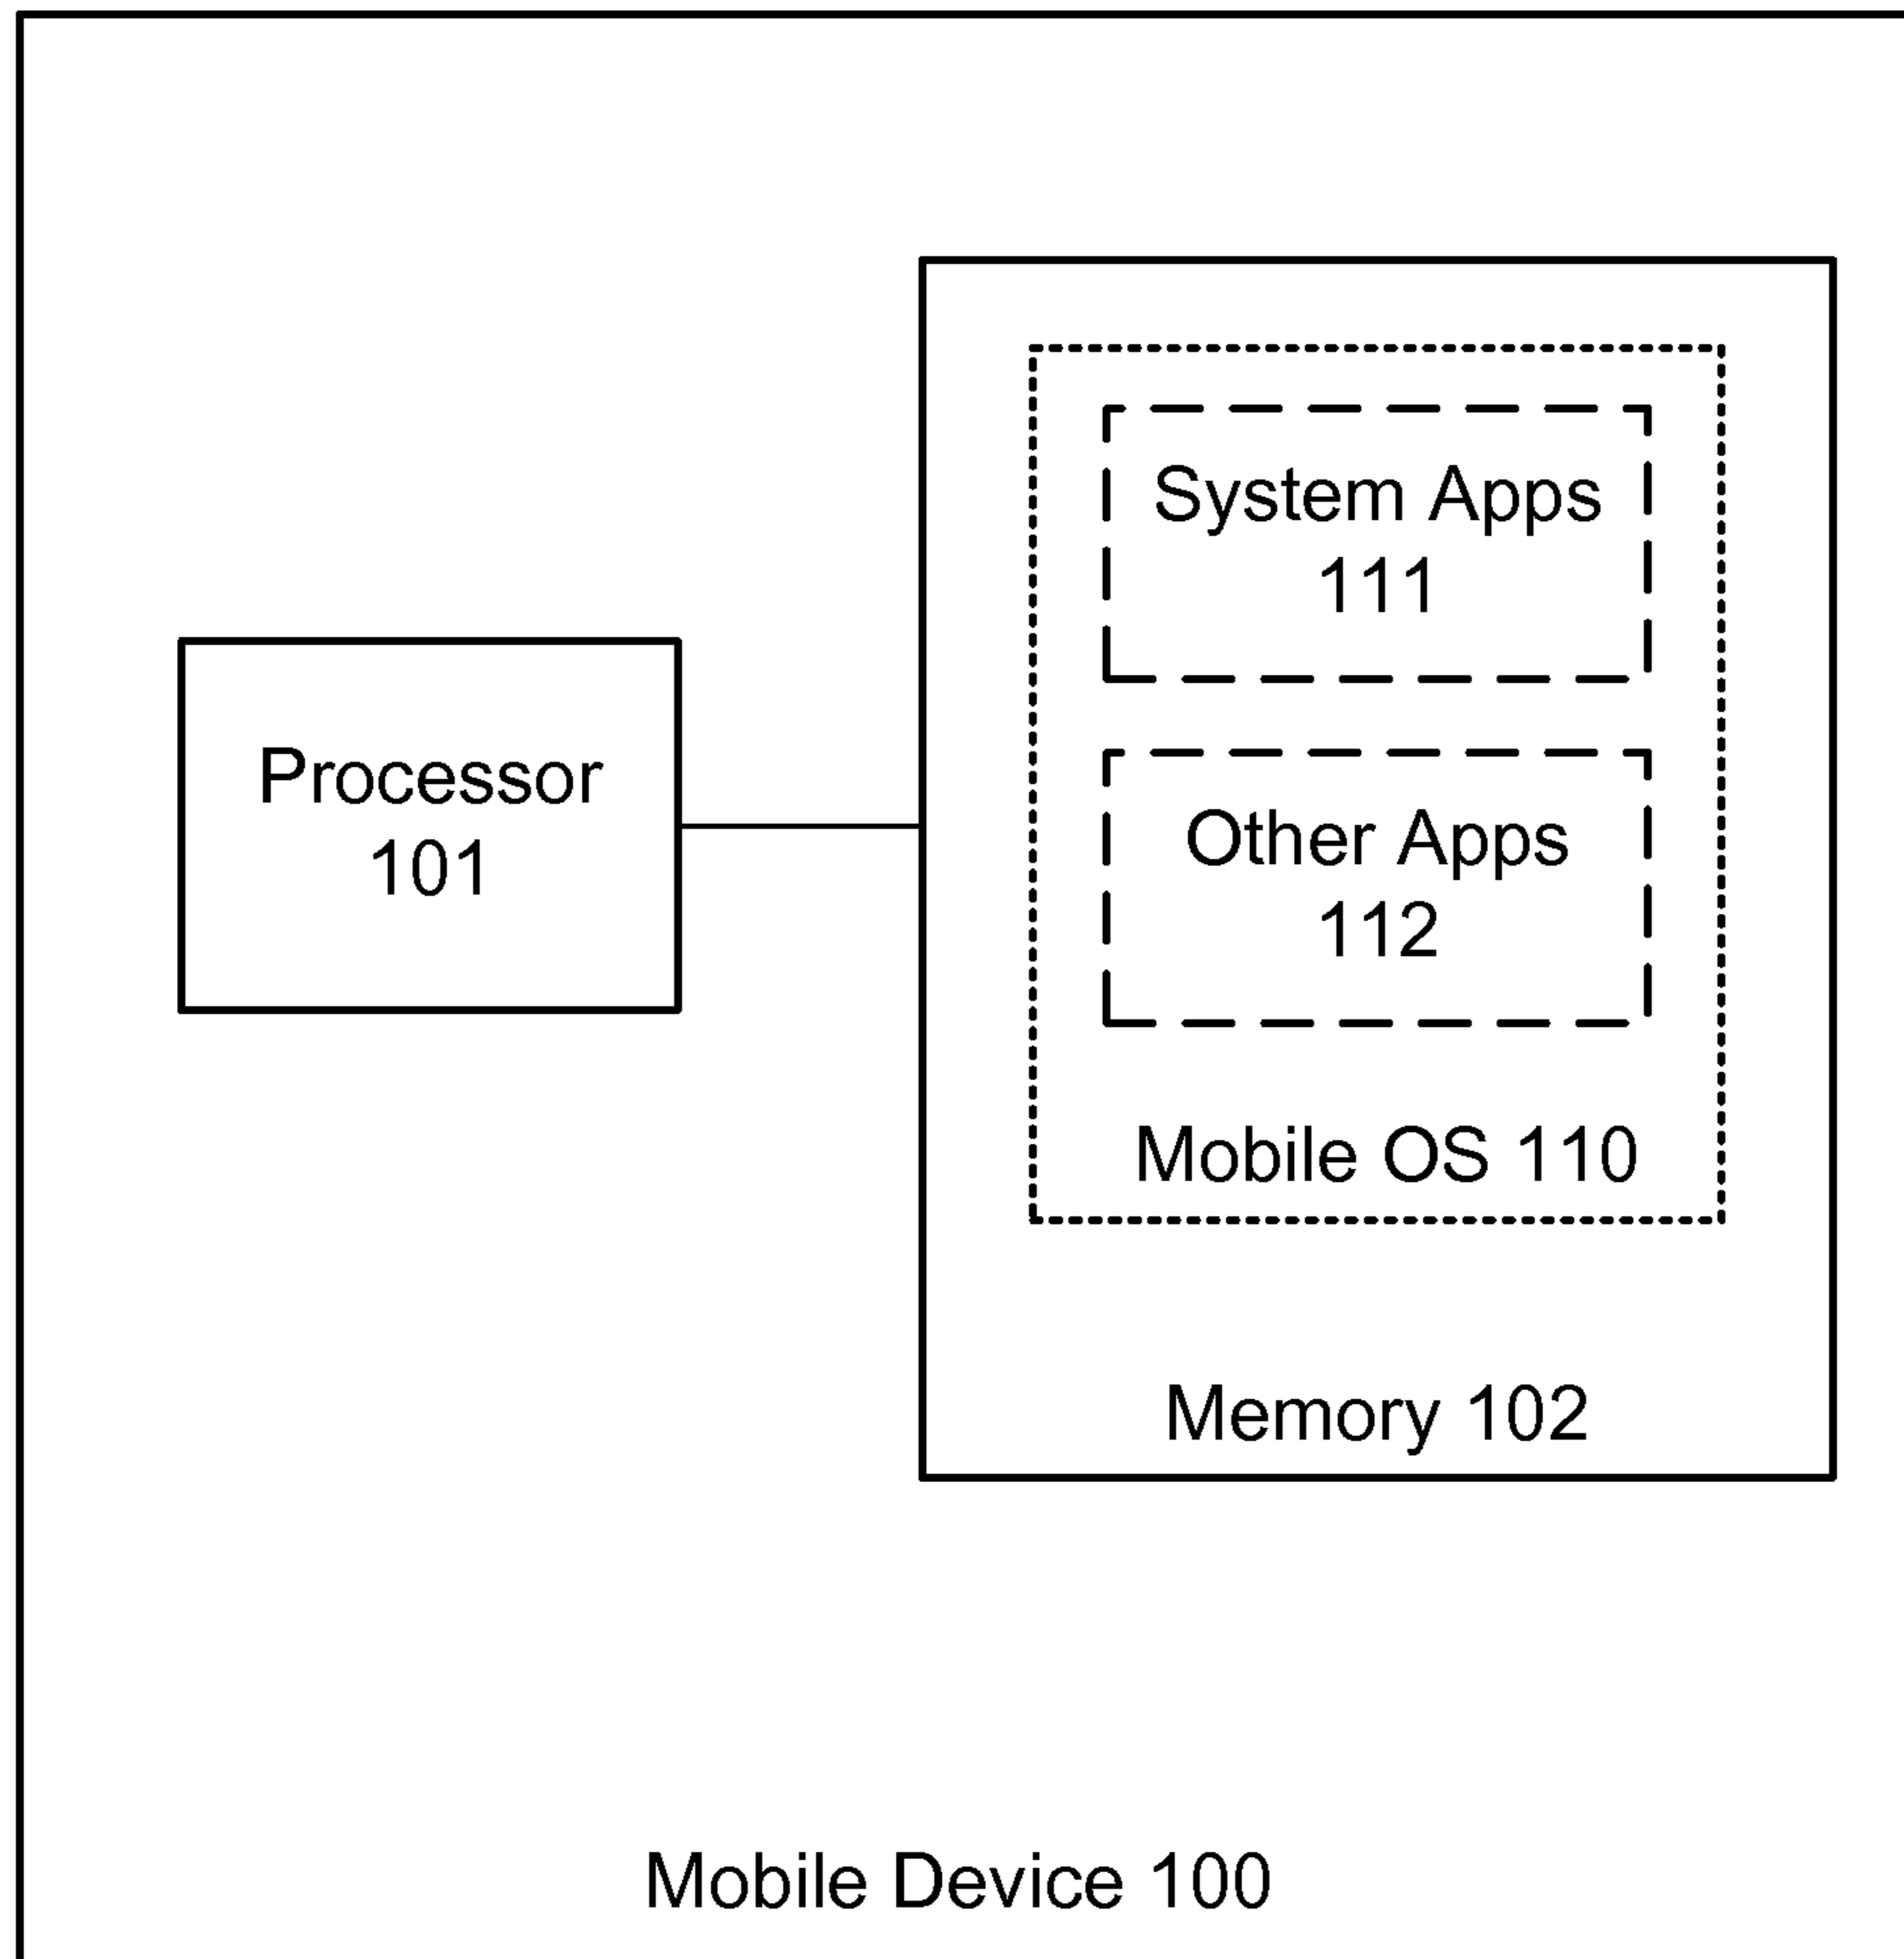 System Apps
111
Processor
101
Other Apps
112
Mobile OS 110
Memory 102
Mobile Device 100